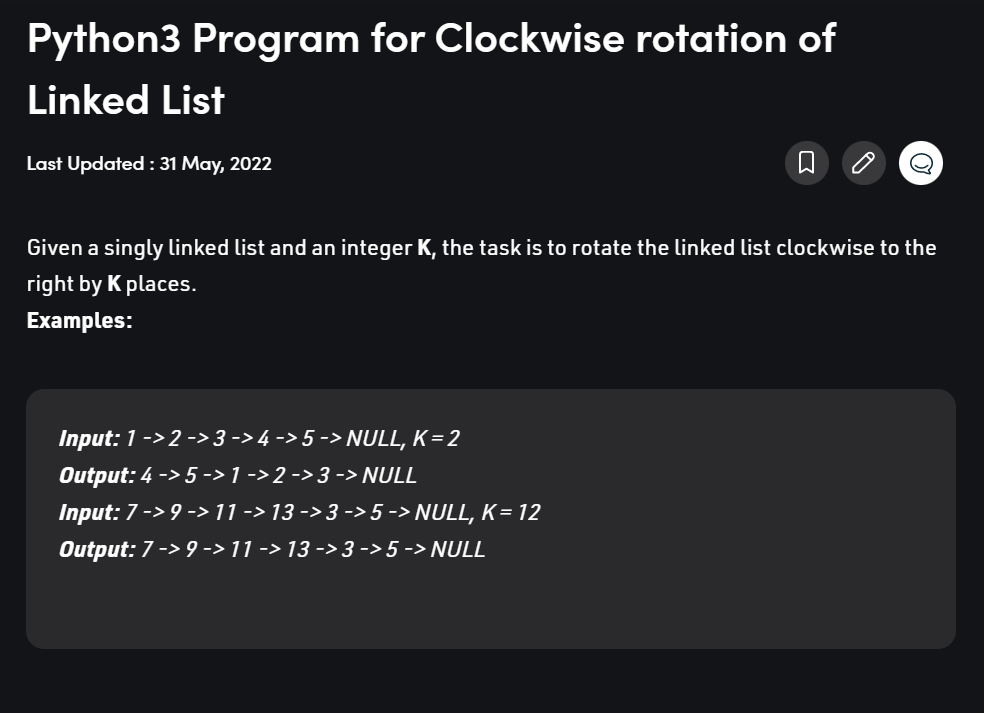 Python3 Program for Clockwise rotation of
Linked List
Last Updated : 31 May, 2022
Given a singly linked list and an integer K, the task is to rotate the linked list clockwise to the
right by K places.
Examples:
Input: 1 -> 2 -> 3 -> 4 -> 5 -> NULL, K = 2
Output: 4 -> 5 -> 1 -> 2 -> 3 -> NULL
Input: 7 -> 9 -> 11 -> 13 -> 3 -> 5 -> NULL, K = 12
Output: 7 -> 9 -> 11 -> 13 -> 3 -> 5 -> NULL